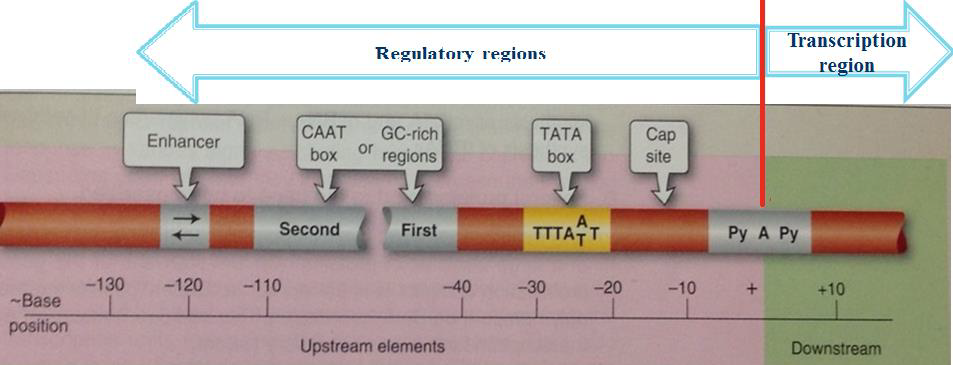 Regulatory regions
Transcription
region
Enhancer
CAAT
box
or
GC-rich
regions
TATA
box
Cap
site
Second
First
TTTA A/T T
Py A Py
-130 -120 -110 -40 -30 -20 -10 + +10
~Base
position
Upstream elements
Downstream